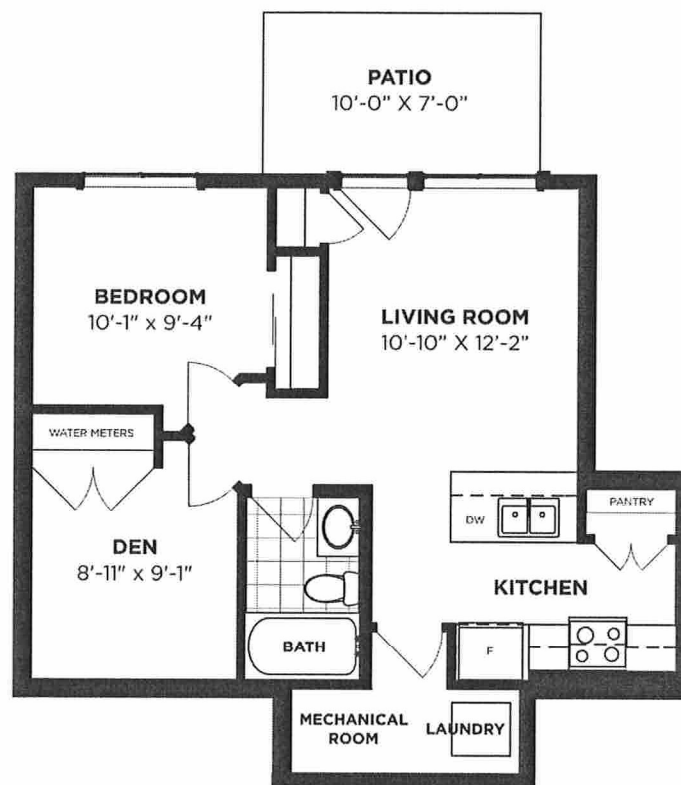 PATIO
10'-0" X 7'-0"
BEDROOM
10'-1" x 9'-4"
LIVING ROOM
10'-10" X 12'-2"
WATER METERS
DW
PANTRY
DEN
8'-11" x 9'-1"
KITCHEN
BATH
F
MECHANICAL
ROOM
LAUNDRY